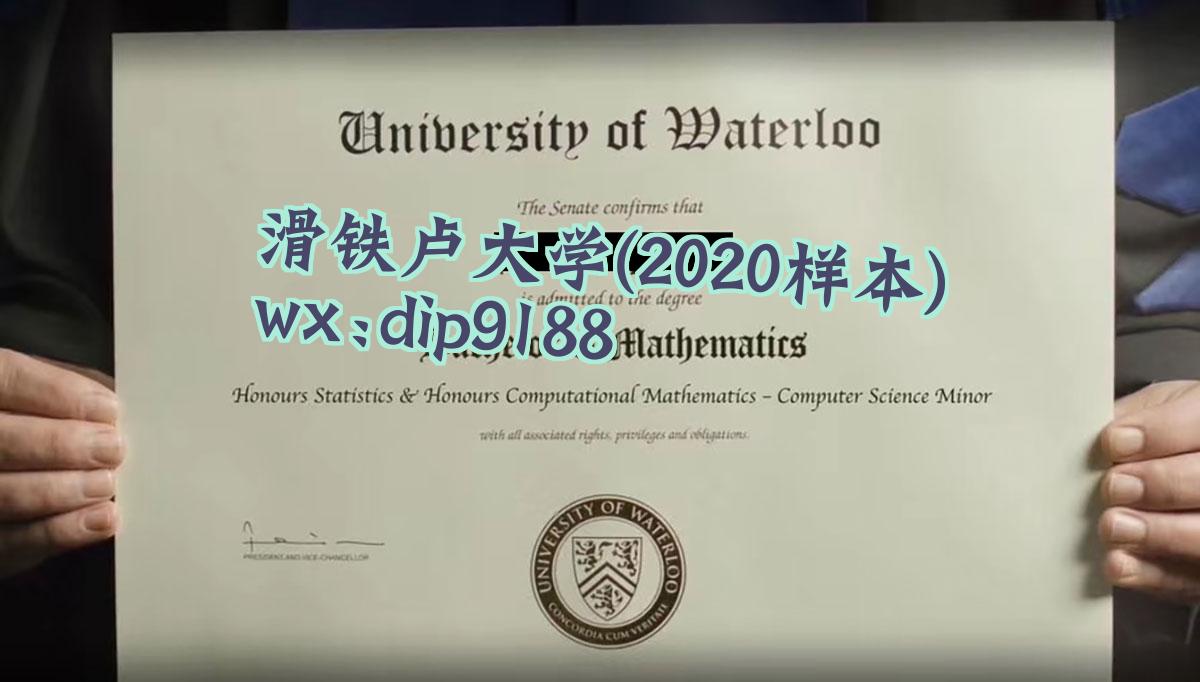 University of Waterloo
The Senate confirms that
滑铁卢大学(2020样本)
is admitted to the degree
wx:dip9188
Mathematics
Honours Statistics & Honours Computational Mathematics – Computer Science Minor
with all associated rights, privileges and obligations.
PRESIDENT AND VICE-CHANCELLOR
UNIVERSITY OF WATERLOO
CONCORDIA CUM VERITATE